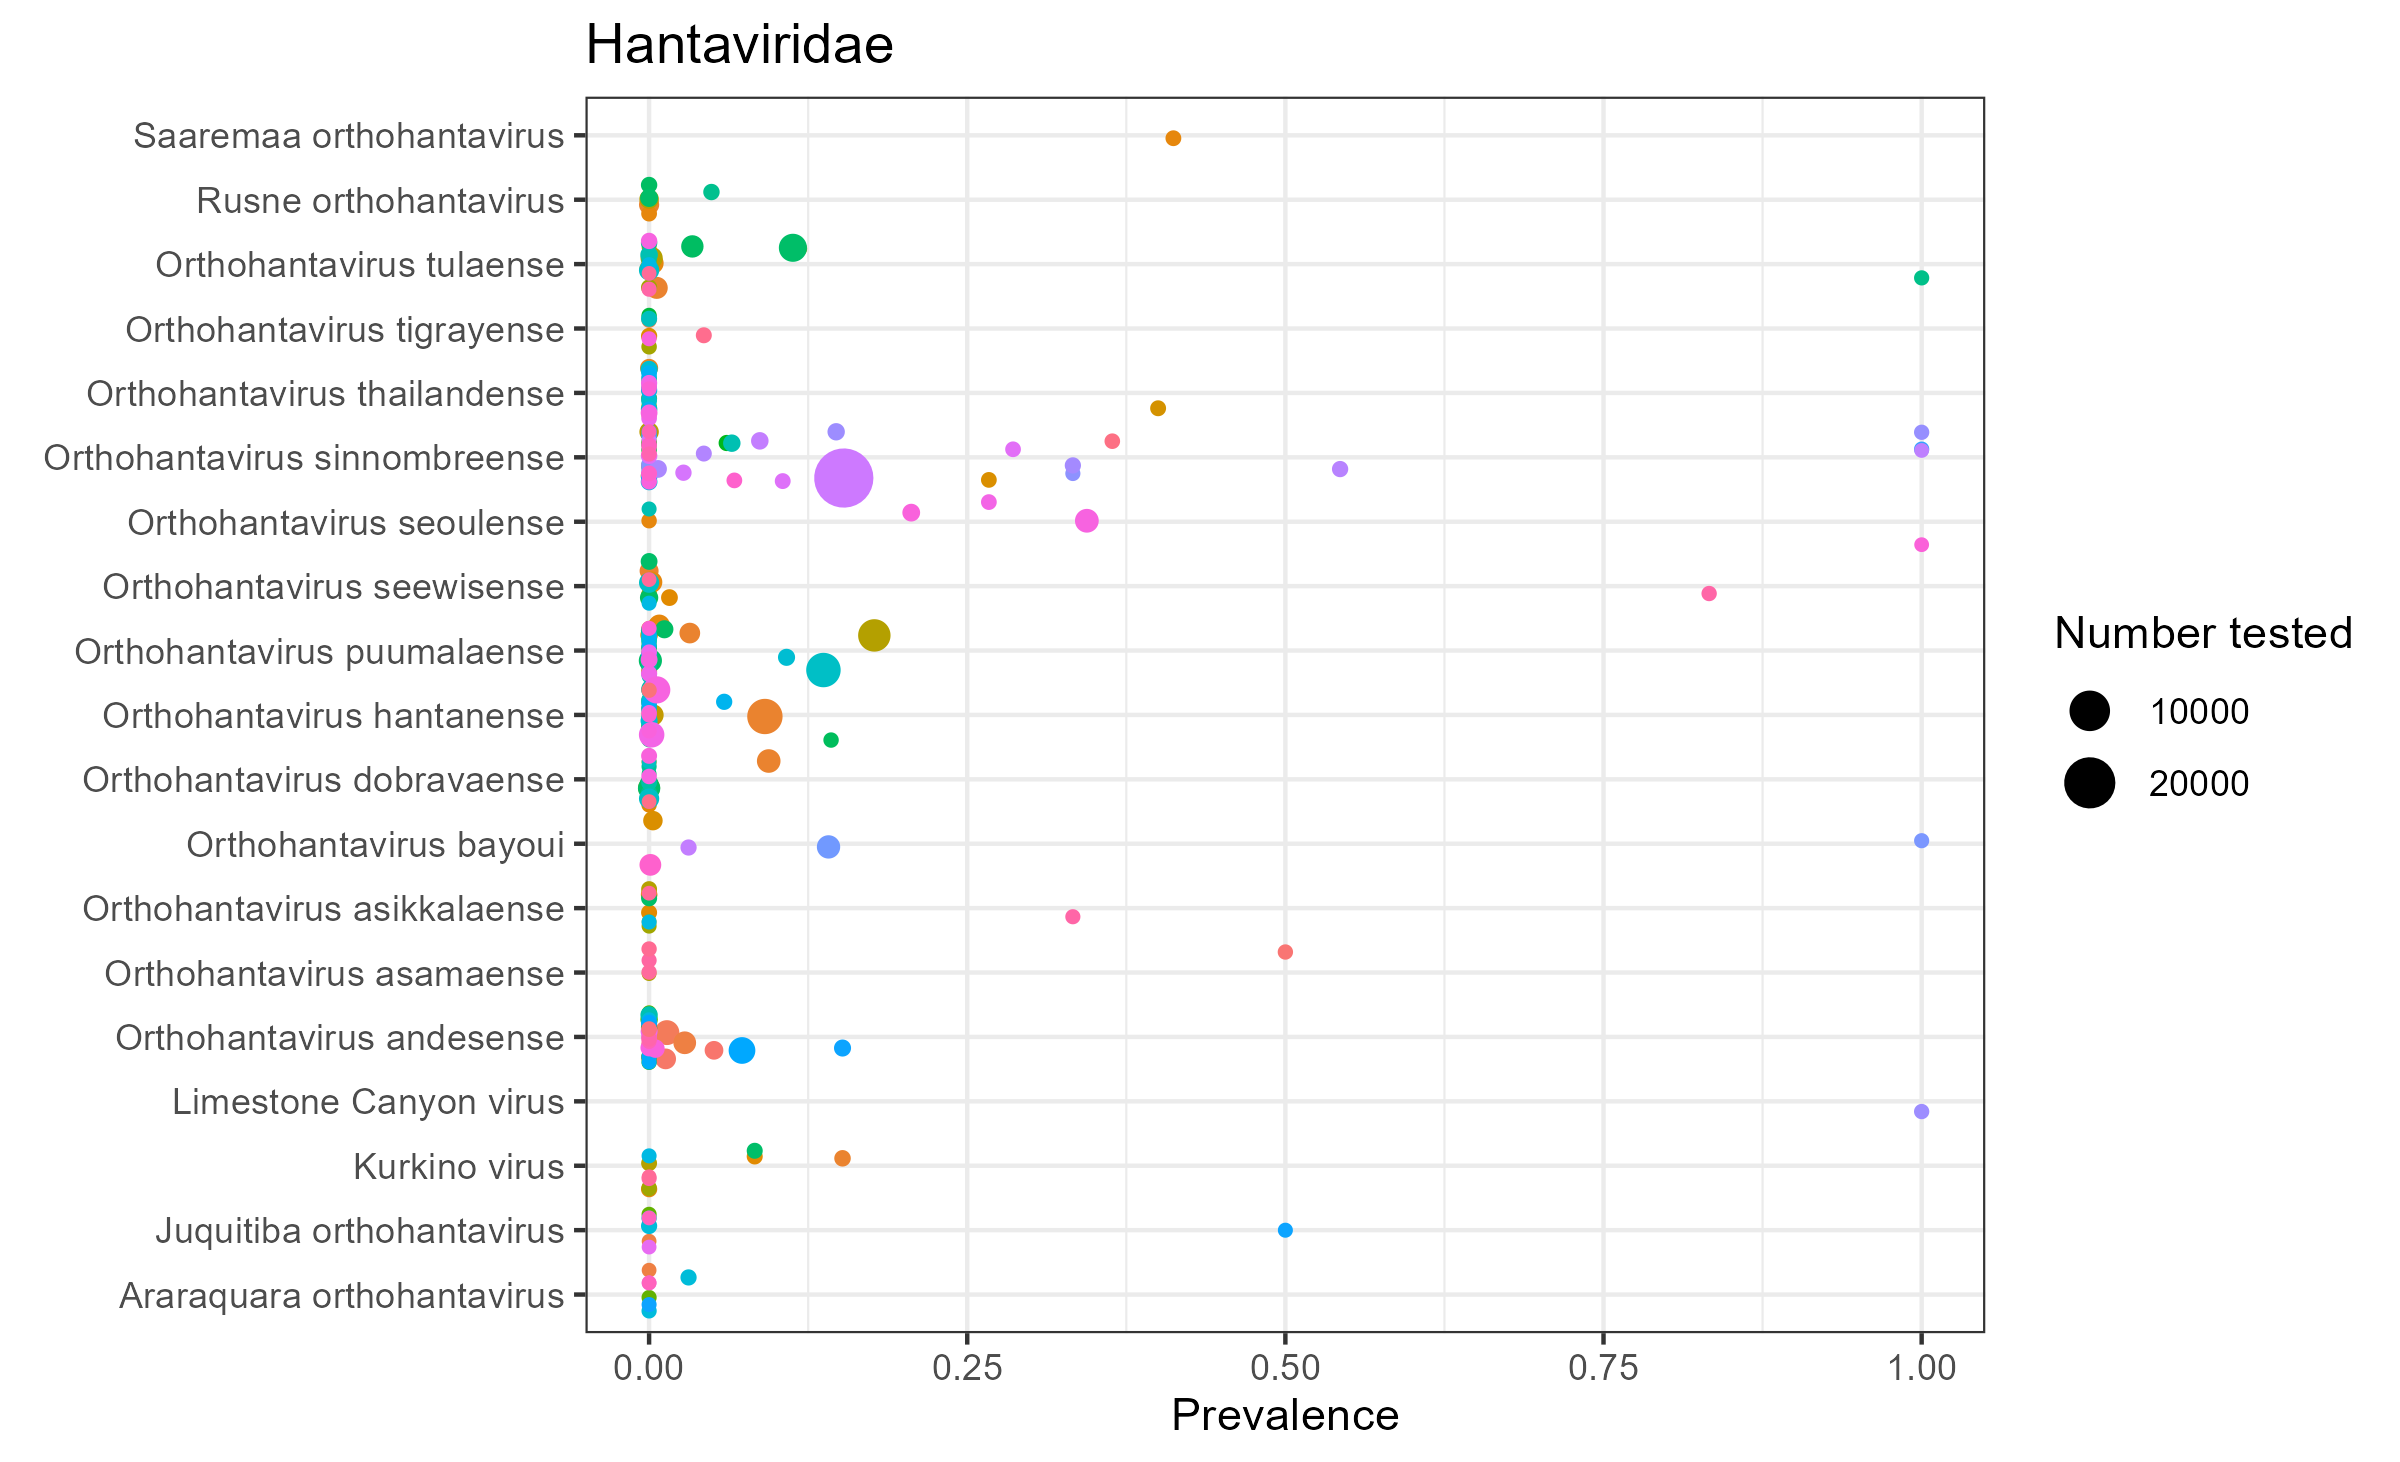 Hantaviridae
Saaremaa orthohantavirus
Rusne orthohantavirus
Orthohantavirus tulaense
Orthohantavirus tigrayense
Orthohantavirus thailandense
Orthohantavirus sinnombreense
Orthohantavirus seoulense
Orthohantavirus seewisense
Orthohantavirus puumalaense
Orthohantavirus hantanense
Orthohantavirus dobravaense
Orthohantavirus bayoui
Orthohantavirus asikkalaense
Orthohantavirus asamaense
Orthohantavirus andesense
Limestone Canyon virus
Kurkino virus
Juquitiba orthohantavirus
Araraquara orthohantavirus
0.00 0.25 0.50 0.75 1.00
Prevalence
Number tested
10000
20000